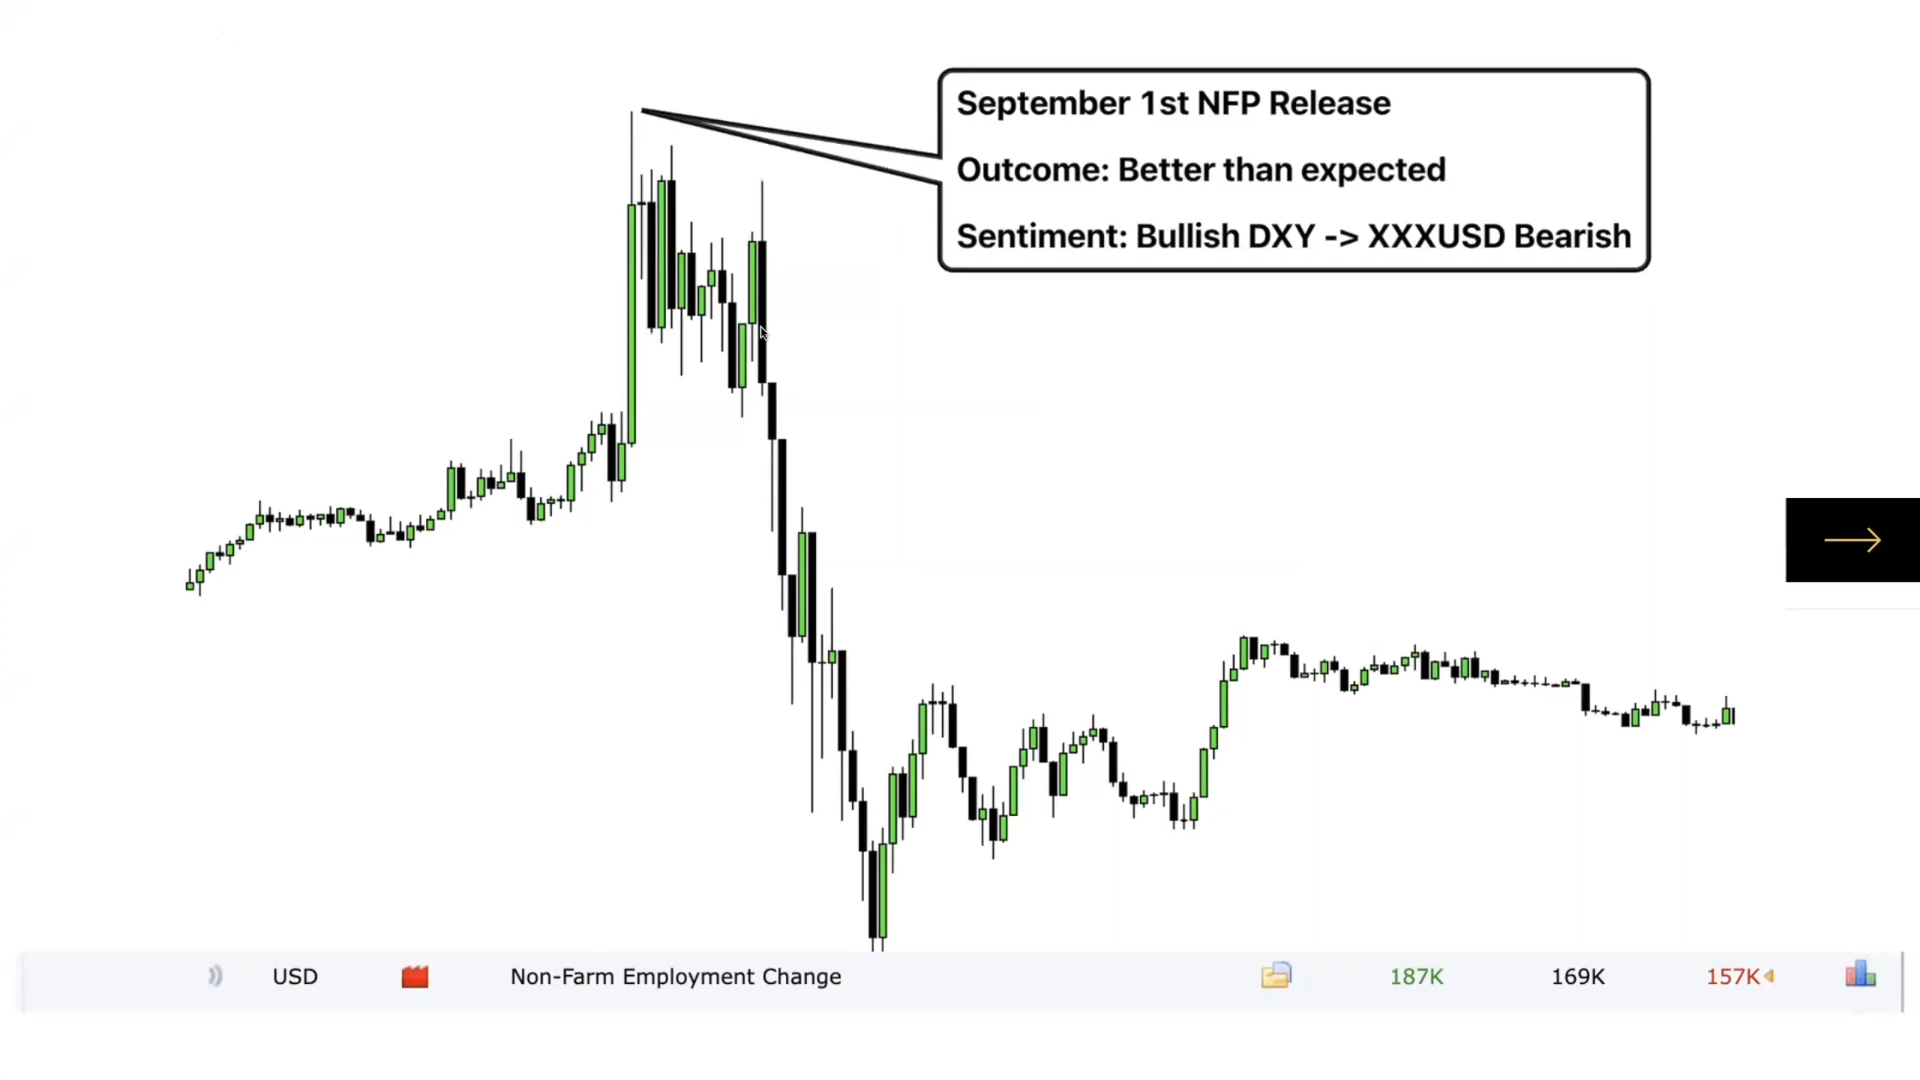 September 1st NFP Release
Outcome: Better than expected
Sentiment: Bullish DXY -> XXXUSD Bearish
USD Non-Farm Employment Change 187K 169K 157K